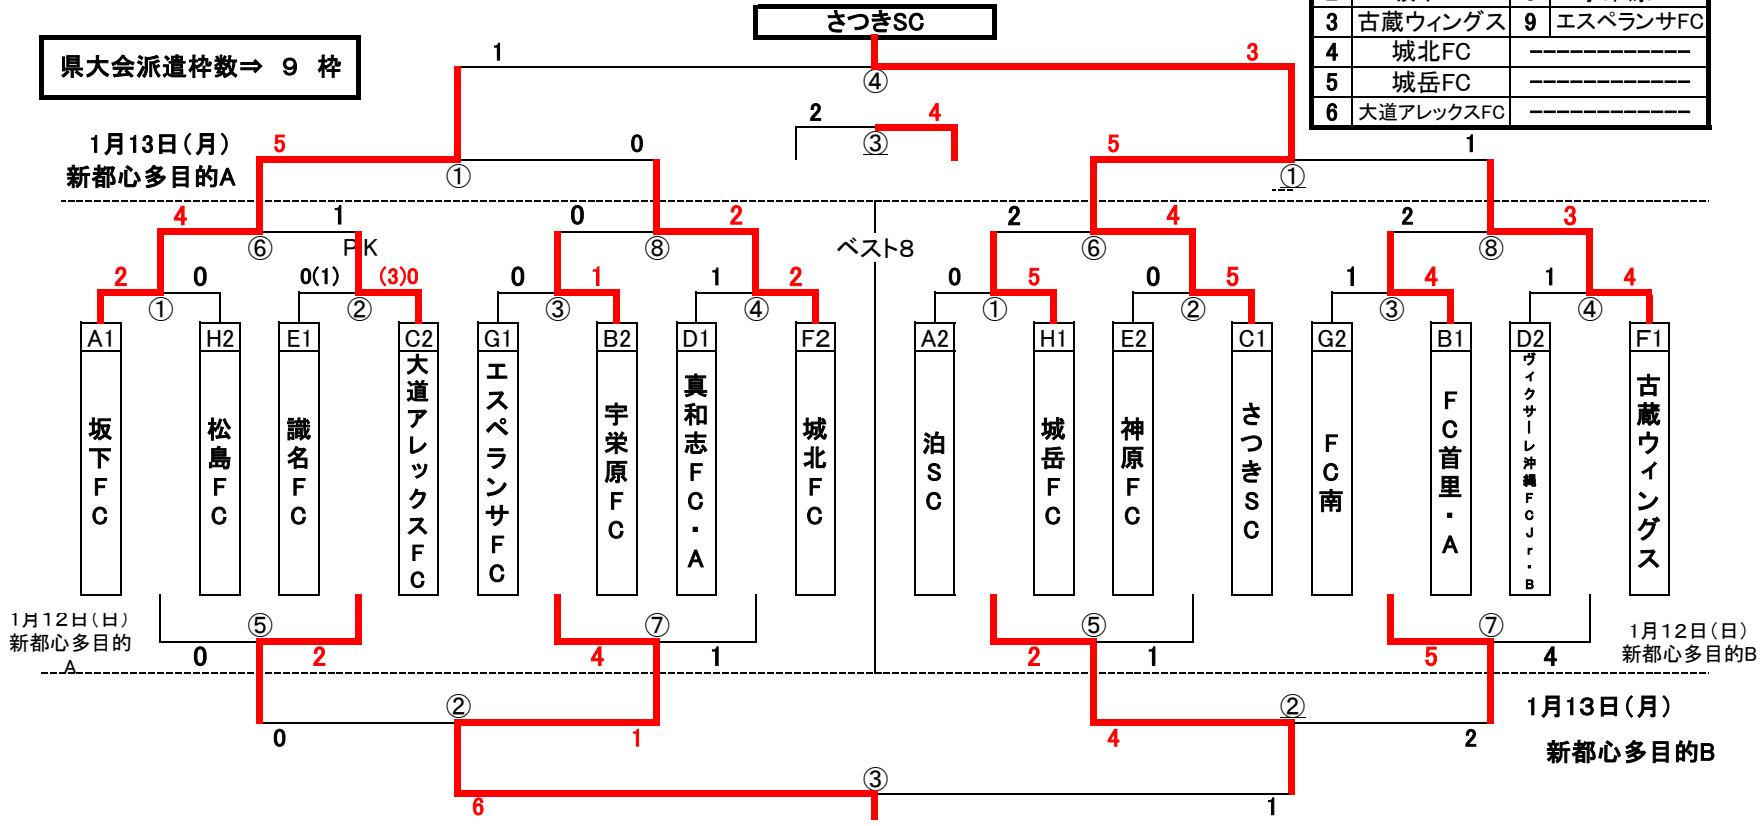 さつきSC
県大会派遣枠数⇒ 9 枠
3 古蔵ウィングス 9 エスペランサFC
4 城北FC ------------
5 城岳FC ------------
6 大道アレックスFC ------------
1 3
④
2 4
③
1月13日(月)
新都心多目的A
5 0 5 1
① ①
4 1 0 2 2 4 2 3
⑥ PK ⑧ ベスト8 ⑥ ⑧
2 0 0(1) (3)0 0 1 1 2 0 5 0 5 1 4 1 4
① ② ③ ④ ① ② ③ ④
A1 H2 E1 C2 G1 B2 D1 F2 A2 H1 E2 C1 G2 B1 D2 F1
坂下FC
松島FC
識名FC
大道アレックスFC
エスペランサFC
宇栄原FC
真和志FC・A
城北FC
泊SC
城岳FC
神原FC
さつきSC
FC南
FC首里・A
ヴィクサーレ沖縄FCJr・B
古蔵ウィングス
1月12日(日)
新都心多目的
A
⑤ ⑦ ⑤ ⑦
0 2 4 1 2 1 5 4
1月12日(日)
新都心多目的B
② ②
0 1 4 2
1月13日(月)
新都心多目的B
③
6 1